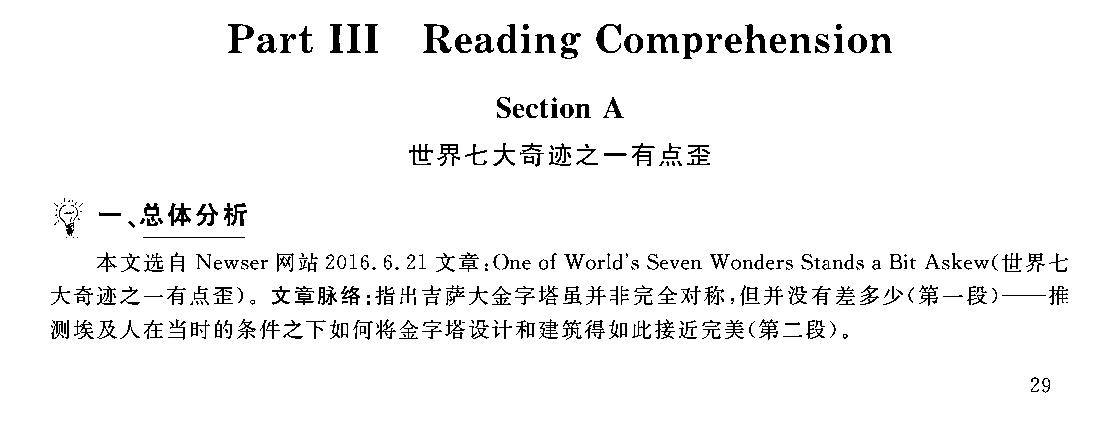 Part III Reading Comprehension
Section A
世界七大奇迹之一有点歪
一、总体分析
本文选自 Newser 网站 2016.6.21 文章:One of World's Seven Wonders Stands a Bit Askew(世界七
大奇迹之一有点歪)。文章脉络:指出吉萨大金字塔虽并非完全对称,但并没有差多少(第一段)——推
测埃及人在当时的条件之下如何将金字塔设计和建筑得如此接近完美(第二段)。
29